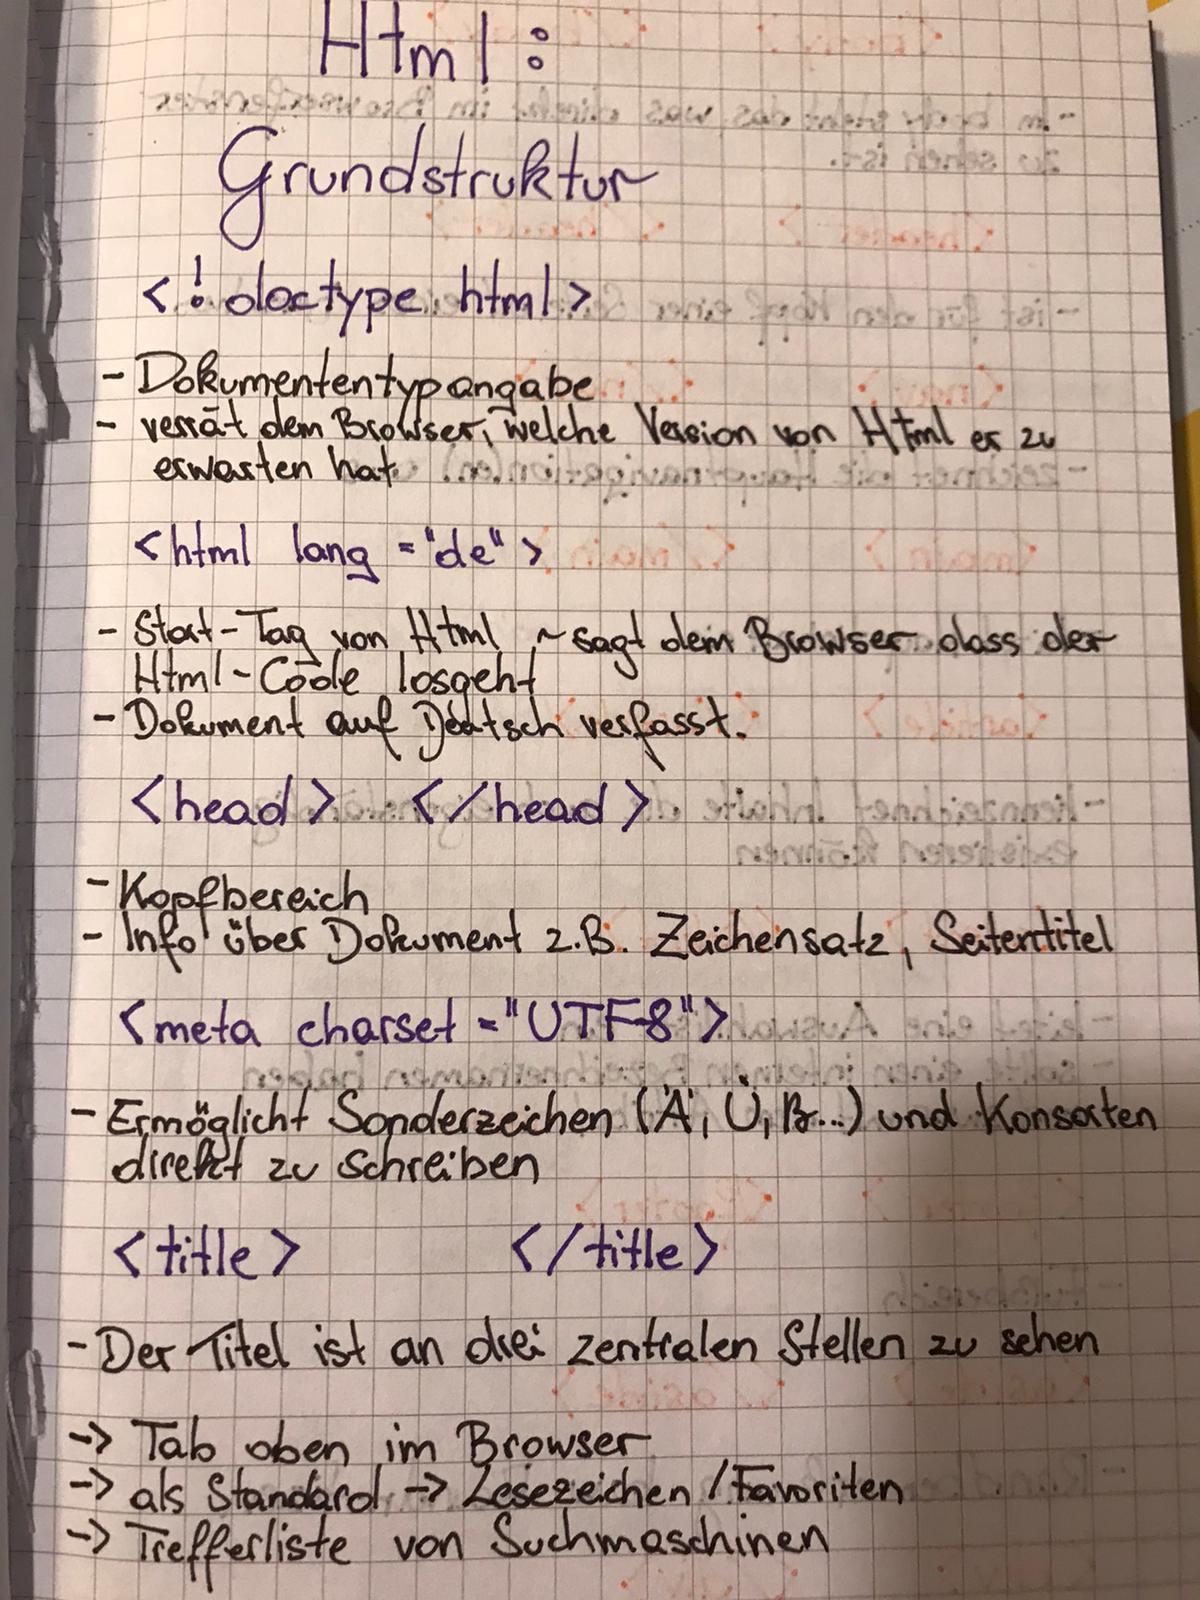 Html:
Grundstruktur
<!doctype html>
- Dokumententypangabe
- verrät dem Browser, welche Version von Html er zu
erwarten hat
<html lang="de">
- Start-Tag von Html ~ sagt dem Browser dass der
Html-Code losgeht
- Dokument auf Deutsch verfasst.
<head> </head>
- Kopfbereich
- Info über Dokument z.B. Zeichensatz, Seitentitel
<meta charset="UTF-8">
- Ermöglicht Sonderzeichen (Ä, Ü, ß...) und Konsorten
direkt zu schreiben
<title> </title>
- Der Titel ist an drei zentralen Stellen zu sehen
-> Tab oben im Browser
-> als Standard -> Lesezeichen/Favoriten
-> Trefferliste von Suchmaschinen